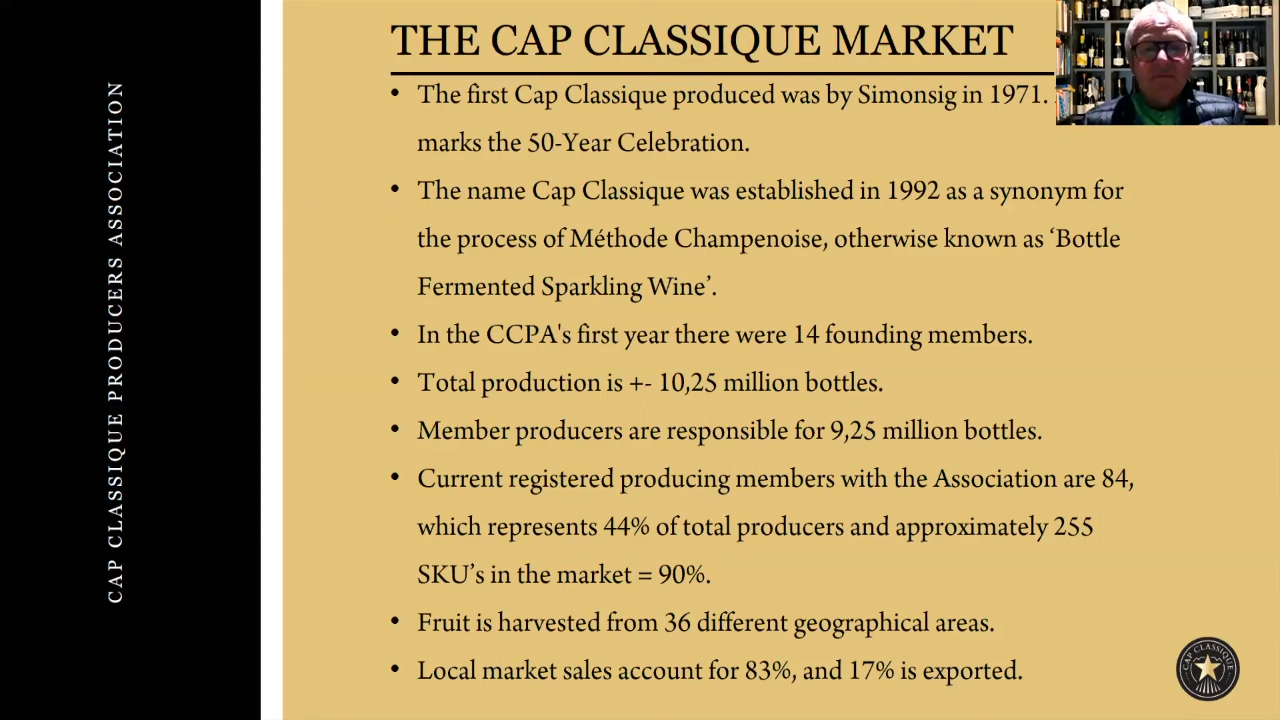 THE CAP CLASSIQUE MARKET
• The first Cap Classique produced was by Simonsig in 1971.
marks the 50-Year Celebration.
• The name Cap Classique was established in 1992 as a synonym for
the process of Méthode Champenoise, otherwise known as ‘Bottle
Fermented Sparkling Wine’.
• In the CCPA's first year there were 14 founding members.
• Total production is +- 10,25 million bottles.
• Member producers are responsible for 9,25 million bottles.
• Current registered producing members with the Association are 84,
which represents 44% of total producers and approximately 255
SKU’s in the market = 90%.
• Fruit is harvested from 36 different geographical areas.
• Local market sales account for 83%, and 17% is exported.
CAP CLASSIQUE PRODUCERS ASSOCIATION
CAP CLASSIQUE